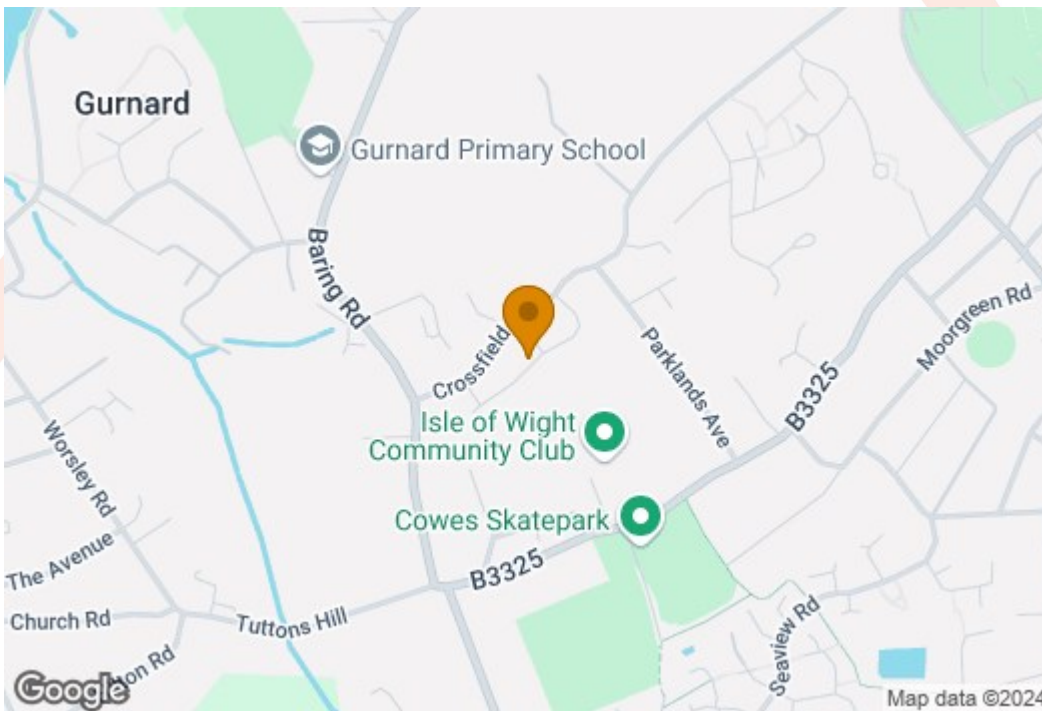 Gurnard
Gurnard Primary School
Baring Rd
Crossfield
Parklands Ave
Moorgreen Rd
B3325
Isle of Wight
Community Club
Worsley Rd
Cowes Skatepark
B3325
The Avenue
Church Rd
Tuttons Hill
Seaview Rd
Rd
Google
Map data ©2024